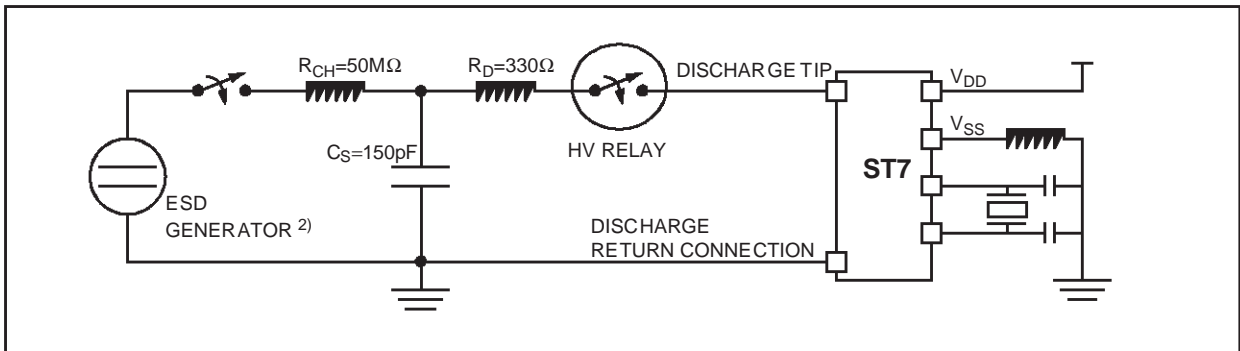 R_CH=50MΩ
R_D=330Ω
DISCHARGE TIP
V_DD
V_SS
HV RELAY
C_S=150pF
ST7
ESD
GENERATOR 2)
DISCHARGE
RETURN CONNECTION